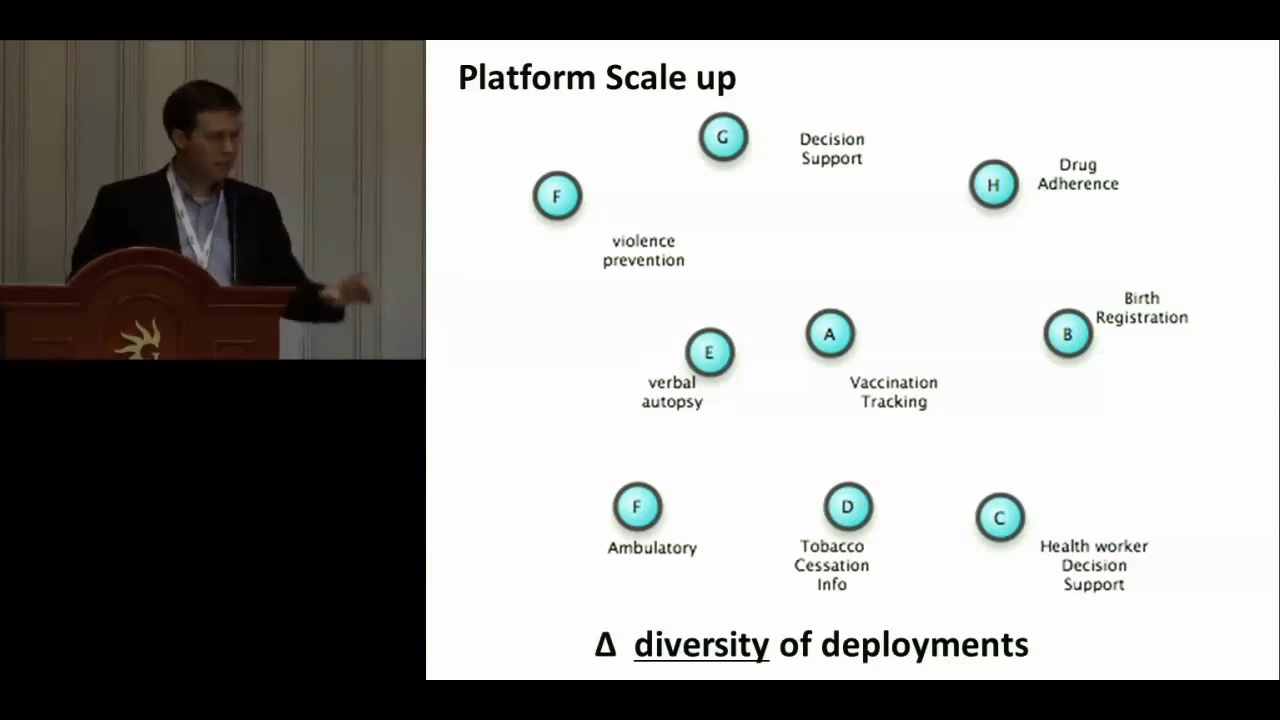 Platform Scale up
G
Decision
Support
F
H
Drug
Adherence
violence
prevention
Birth
Registration
E
A
B
verbal
autopsy
Vaccination
Tracking
F
D
C
Ambulatory
Tobacco
Cessation
Info
Health worker
Decision
Support
Δ diversity of deployments